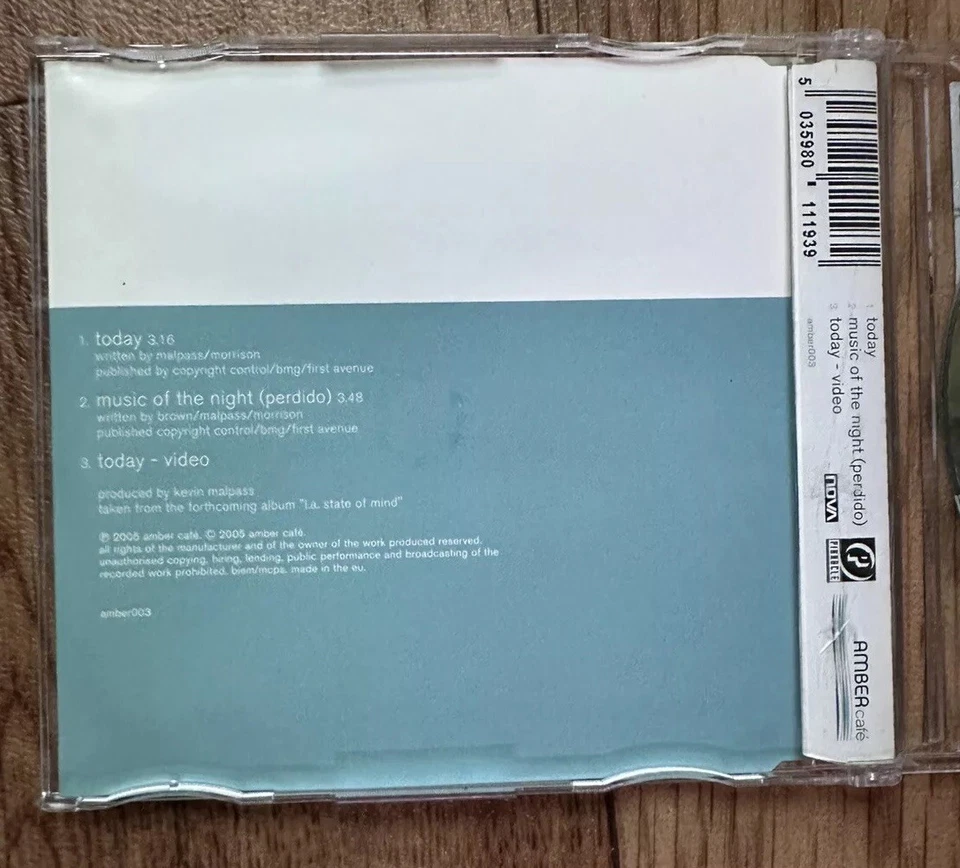 1. today 3.16
written by malpass/morrison
published by copyright control/bmg/first avenue
2. music of the night (perdido) 3.48
written by brown/malpass/morrison
published copyright control/bmg/first avenue
3. today - video
produced by kevin malpass
taken from the forthcoming album "l.a. state of mind"
℗ 2005 amber café. © 2005 amber café.
all rights of the manufacturer and of the owner of the work produced reserved.
unauthorised copying, hiring, lending, public performance and broadcasting of the
recorded work prohibited. biem/mcps. made in the eu.
amber003
5 035980 111939
1. today
2. music of the night (perdido)
3. today - video
amber003
nova
P
PINNACLE
AMBERcafé